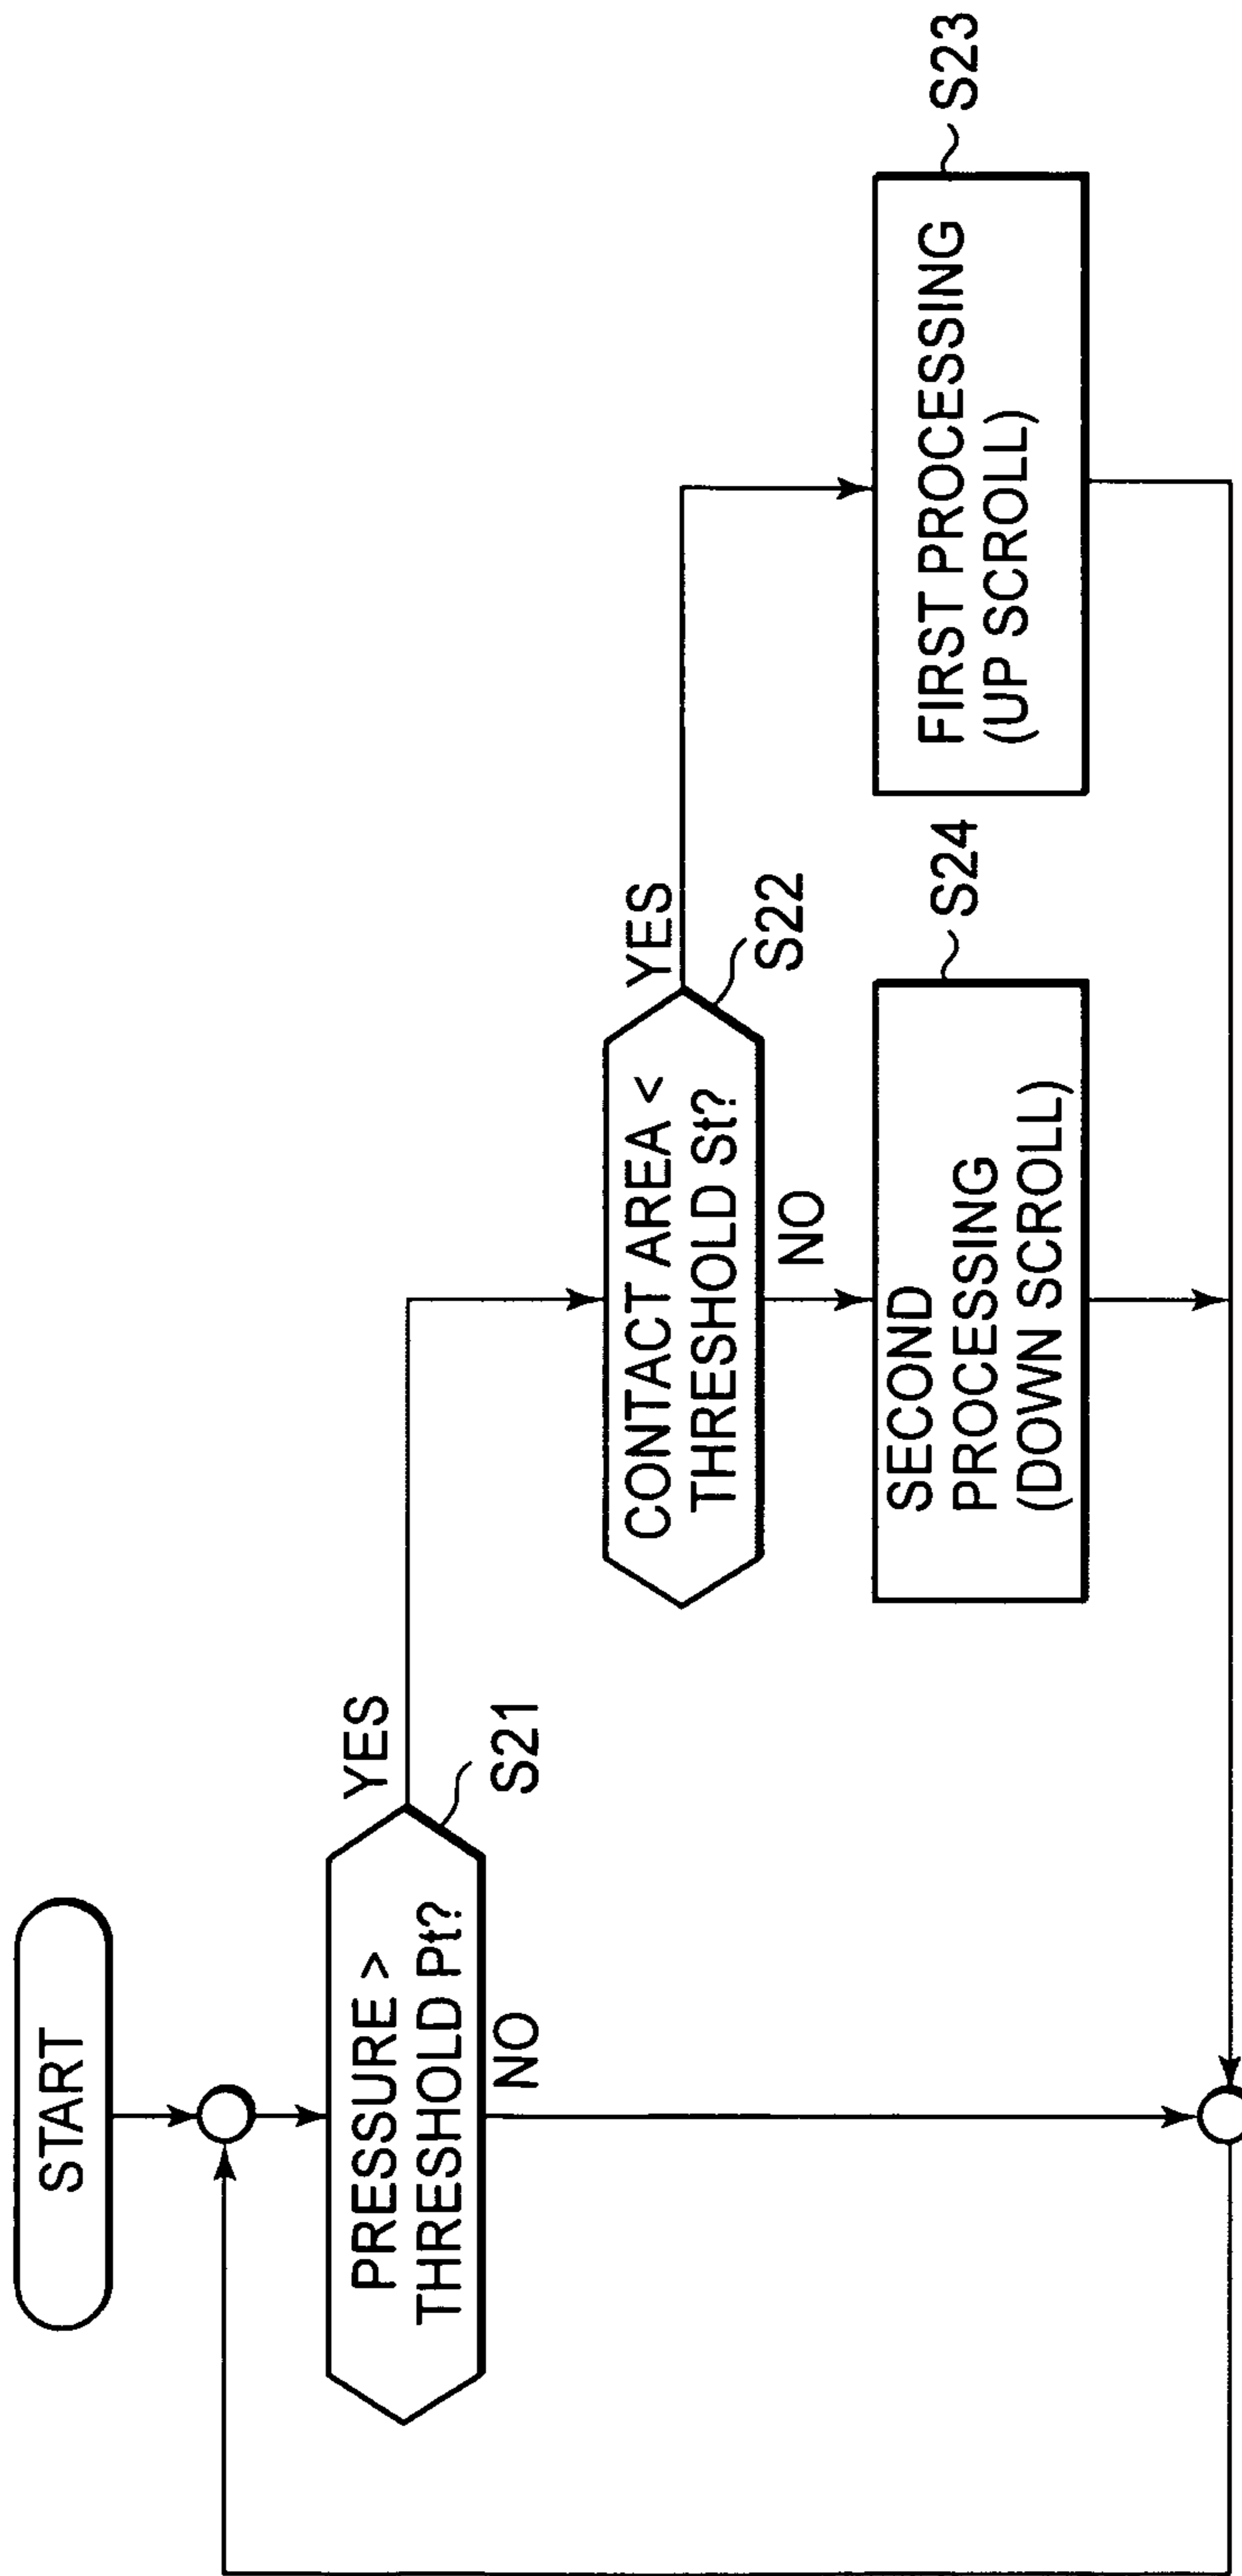 START
PRESSURE >
THRESHOLD Pt?
YES
S21
NO
CONTACT AREA <
THRESHOLD St?
YES
S22
NO
FIRST PROCESSING
(UP SCROLL)
S23
SECOND
PROCESSING
(DOWN SCROLL)
S24